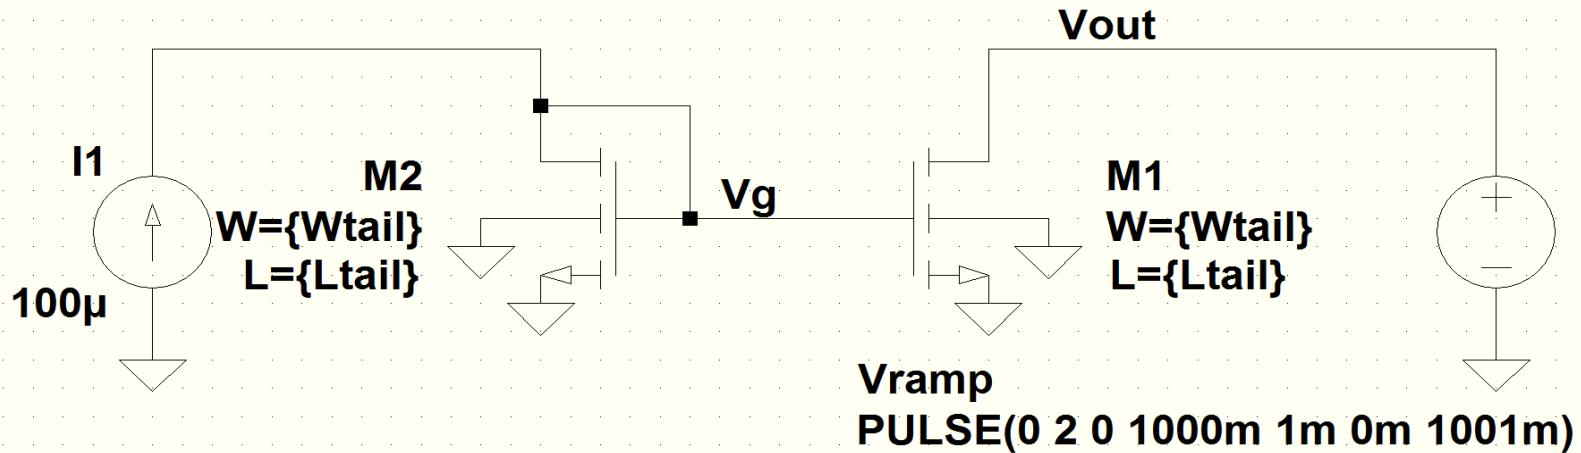 Vout
I1
M2
W={Wtail}
L={Ltail}
100µ
Vg
M1
W={Wtail}
L={Ltail}
Vramp
PULSE(0 2 0 1000m 1m 0m 1001m)